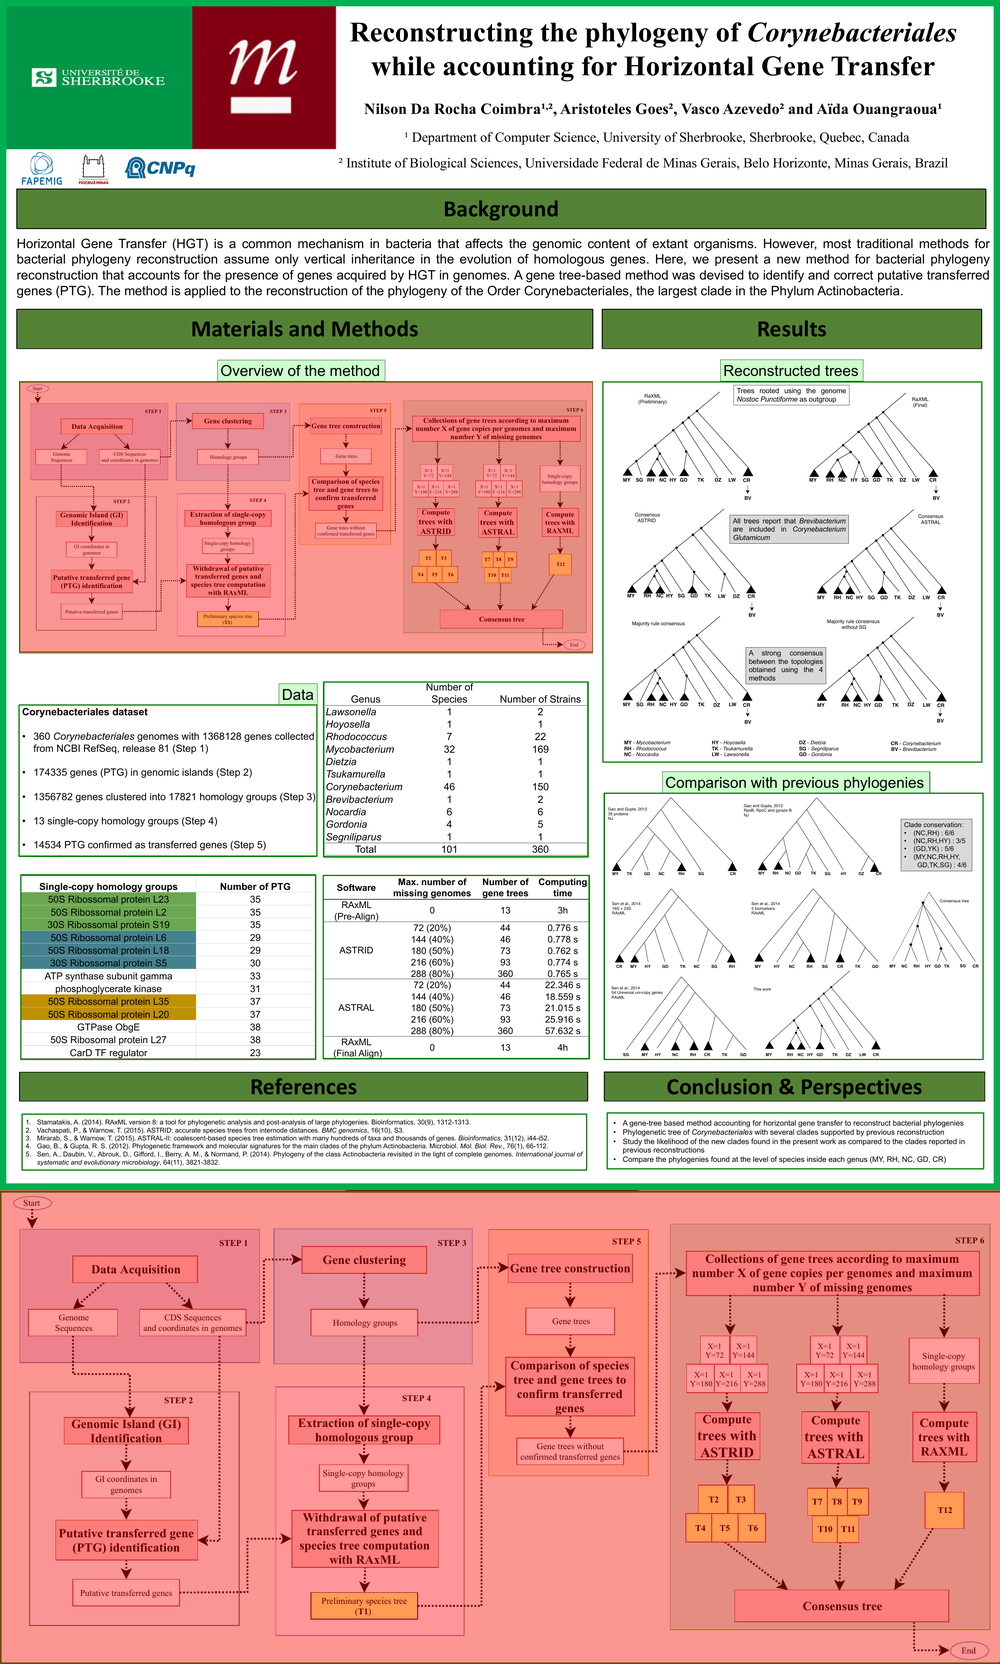 UNIVERSITÉ DE
SHERBROOKE
m
FAPEMIG
FIOCRUZ MINAS
CNPq
Reconstructing the phylogeny of Corynebacteriales
while accounting for Horizontal Gene Transfer
Nilson Da Rocha Coimbra¹,², Aristoteles Goes², Vasco Azevedo² and Aïda Ouangraoua¹
¹ Department of Computer Science, University of Sherbrooke, Sherbrooke, Quebec, Canada
² Institute of Biological Sciences, Universidade Federal de Minas Gerais, Belo Horizonte, Minas Gerais, Brazil
Background
Horizontal Gene Transfer (HGT) is a common mechanism in bacteria that affects the genomic content of extant organisms. However, most traditional methods for
bacterial phylogeny reconstruction assume only vertical inheritance in the evolution of homologous genes. Here, we present a new method for bacterial phylogeny
reconstruction that accounts for the presence of genes acquired by HGT in genomes. A gene tree-based method was devised to identify and correct putative transferred
genes (PTG). The method is applied to the reconstruction of the phylogeny of the Order Corynebacteriales, the largest clade in the Phylum Actinobacteria.
Materials and Methods
Overview of the method
Start
STEP 1
Data Acquisition
Genome
Sequences
CDS Sequences
and coordinates in genomes
STEP 2
Genomic Island (GI)
Identification
GI coordinates in
genomes
Putative transferred gene
(PTG) identification
Putative transferred genes
STEP 3
Gene clustering
Homology groups
STEP 4
Extraction of single-copy
homologous group
Single-copy homology
groups
Withdrawal of putative
transferred genes and
species tree computation
with RAxML
Preliminary species tree
(T1)
STEP 5
Gene tree construction
Gene trees
Comparison of species
tree and gene trees to
confirm transferred
genes
Gene trees without
confirmed transferred genes
STEP 6
Collections of gene trees according to maximum
number X of gene copies per genomes and maximum
number Y of missing genomes
X=1 X=1
Y=72 Y=144
X=1 X=1 X=1
Y=180 Y=216 Y=288
X=1 X=1
Y=72 Y=144
X=1 X=1 X=1
Y=180 Y=216 Y=288
Single-copy
homology groups
Compute
trees with
ASTRID
Compute
trees with
ASTRAL
Compute
trees with
RAXML
T2 T3
T4 T5 T6
T7 T8 T9
T10 T11
T12
Consensus tree
End
Data
Corynebacteriales dataset
• 360 Corynebacteriales genomes with 1368128 genes collected
from NCBI RefSeq, release 81 (Step 1)
• 174335 genes (PTG) in genomic islands (Step 2)
• 1356782 genes clustered into 17821 homology groups (Step 3)
• 13 single-copy homology groups (Step 4)
• 14534 PTG confirmed as transferred genes (Step 5)
Genus Number of Species Number of Strains
Lawsonella 1 2
Hoyosella 1 1
Rhodococcus 7 22
Mycobacterium 32 169
Dietzia 1 1
Tsukamurella 1 1
Corynebacterium 46 150
Brevibacterium 1 2
Nocardia 6 6
Gordonia 4 5
Segniliparus 1 1
Total 101 360
Single-copy homology groups Number of PTG
50S Ribossomal protein L23 35
50S Ribossomal protein L2 35
30S Ribossomal protein S19 35
50S Ribossomal protein L6 29
50S Ribossomal protein L18 29
30S Ribossomal protein S5 30
ATP synthase subunit gamma 33
phosphoglycerate kinase 31
50S Ribossomal protein L35 37
50S Ribossomal protein L20 37
GTPase ObgE 38
50S Ribosomal protein L27 38
CarD TF regulator 23
Software Max. number of missing genomes Number of gene trees Computing time
RAxML (Pre-Align) 0 13 3h
ASTRID
72 (20%) 44 0.776 s
144 (40%) 46 0.778 s
180 (50%) 73 0.762 s
216 (60%) 93 0.774 s
288 (80%) 360 0.765 s
ASTRAL
72 (20%) 44 22.346 s
144 (40%) 46 18.559 s
180 (50%) 73 21.015 s
216 (60%) 93 25.916 s
288 (80%) 360 57.632 s
RAxML (Final Align) 0 13 4h
Results
Reconstructed trees
RaXML
(Preliminary)
Trees rooted using the genome
Nostoc Punctiforme as outgroup
RaXML
(Final)
MY SG RH NC HY GD TK DZ LW CR
BV
MY SG RH NC HY GD TK DZ LW CR
BV
Consensus
ASTRID
All trees report that Brevibacterium
are included in Corynebacterium
Glutamicum
Consensus
ASTRAL
MY RH NC HY SG GD TK LW DZ CR
BV
MY RH NC HY SG GD TK LW DZ CR
BV
Majority rule consensus
A strong consensus
between the topologies
obtained using the 4
methods
Majority rule consensus
without SG
MY SG RH NC HY GD TK DZ LW CR
BV
MY RH NC HY GD TK DZ LW CR
BV
MY - Mycobacterium HY - Hoyosella DZ - Dietzia CR - Corynebacterium
RH - Rhodococcus TK - Tsukamurella SG - Segniliparus BV - Brevibacterium
NC - Nocardia LW - Lawsonella GD - Gordonia
Comparison with previous phylogenies
Gao and Gupta, 2012
35 proteins
NJ
Gao and Gupta, 2012
RpoB, RpoC and gyrase B
NJ
Clade conservation:
• (NC,RH) : 6/6
• (NC,RH,HY) : 3/5
• (GD,YK) : 5/6
• (MY,NC,RH,HY,
GD,TK,SG) : 4/6
MY TK GD NC RH SG CR
MY RH NC GD TK SG DZ CR
Sen et al., 2014
16S + 23S
RAxML
Sen et al., 2014
5 biomarkers
RAxML
Consensus tree
CR MY HY GD TK NC SG RH
CR MY HY GD TK NC SG RH
MY NC RH HY GD TK SG CR
Sen et al., 2014
54 Universal uni-copy genes
RAxML
This work
SG MY HY NC RH CR TK GD
MY RH NC HY SG GD TK DZ LW CR
References
1. Stamatakis, A. (2014). RAxML version 8: a tool for phylogenetic analysis and post-analysis of large phylogenies. Bioinformatics, 30(9), 1312-1313.
2. Vachaspati, P., & Warnow, T. (2015). ASTRID: accurate species trees from internode distances. BMC genomics, 16(10), S3.
3. Mirarab, S., & Warnow, T. (2015). ASTRAL-II: coalescent-based species tree estimation with many hundreds of taxa and thousands of genes. Bioinformatics, 31(12), i44-i52.
4. Gao, B., & Gupta, R. S. (2012). Phylogenetic framework and molecular signatures for the main clades of the phylum Actinobacteria. Microbiol. Mol. Biol. Rev., 76(1), 66-112.
5. Sen, A., Daubin, V., Abrouk, D., Gifford, I., Berry, A. M., & Normand, P. (2014). Phylogeny of the class Actinobacteria revisited in the light of complete genomes. International journal of
systematic and evolutionary microbiology, 64(11), 3821-3832.
Conclusion & Perspectives
• A gene-tree based method accounting for horizontal gene transfer to reconstruct bacterial phylogenies
• Phylogenetic tree of Corynebacteriales with several clades supported by previous reconstruction
• Study the likelihood of the new clades found in the present work as compared to the clades reported in
previous reconstructions
• Compare the phylogenies found at the level of species inside each genus (MY, RH, NC, GD, CR)
Start
STEP 1
Data Acquisition
Genome
Sequences
CDS Sequences
and coordinates in genomes
STEP 2
Genomic Island (GI)
Identification
GI coordinates in
genomes
Putative transferred gene
(PTG) identification
Putative transferred genes
STEP 3
Gene clustering
Homology groups
STEP 4
Extraction of single-copy
homologous group
Single-copy homology
groups
Withdrawal of putative
transferred genes and
species tree computation
with RAxML
Preliminary species tree
(T1)
STEP 5
Gene tree construction
Gene trees
Comparison of species
tree and gene trees to
confirm transferred
genes
Gene trees without
confirmed transferred genes
STEP 6
Collections of gene trees according to maximum
number X of gene copies per genomes and maximum
number Y of missing genomes
X=1 X=1
Y=72 Y=144
X=1 X=1 X=1
Y=180 Y=216 Y=288
X=1 X=1
Y=72 Y=144
X=1 X=1 X=1
Y=180 Y=216 Y=288
Single-copy
homology groups
Compute
trees with
ASTRID
Compute
trees with
ASTRAL
Compute
trees with
RAXML
T2 T3
T4 T5 T6
T7 T8 T9
T10 T11
T12
Consensus tree
End